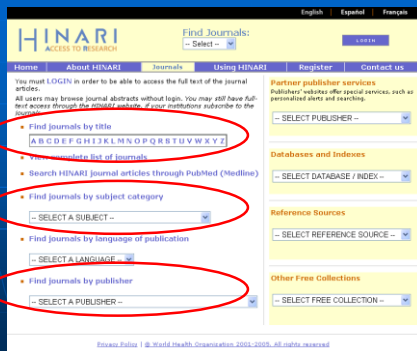 English | Español | Français
HINARI
ACCESS TO RESEARCH
Find Journals:
-- Select --
LOGIN
Home About HINARI Journals Using HINARI Register Contact us
You must LOGIN in order to be able to access the full text of the journal
articles.
All users may browse journal abstracts without login. You may still have full-
text access through the HINARI website, if your institutions subscribe to the
journals.
Find journals by title
A B C D E F G H I J K L M N O P Q R S T U V W X Y Z
View complete list of journals
Search HINARI journal articles through PubMed (Medline)
Find journals by subject category
-- SELECT A SUBJECT --
Find journals by language of publication
-- SELECT A LANGUAGE --
Find journals by publisher
-- SELECT A PUBLISHER --
Partner publisher services
Publishers' websites offer special services, such as
personalized alerts and searching.
-- SELECT PUBLISHER --
Databases and Indexes
-- SELECT DATABASE / INDEX --
Reference Sources
-- SELECT REFERENCE SOURCE --
Other Free Collections
-- SELECT FREE COLLECTION --
Privacy Policy | @ World Health Organization 2001-2005. All rights reserved